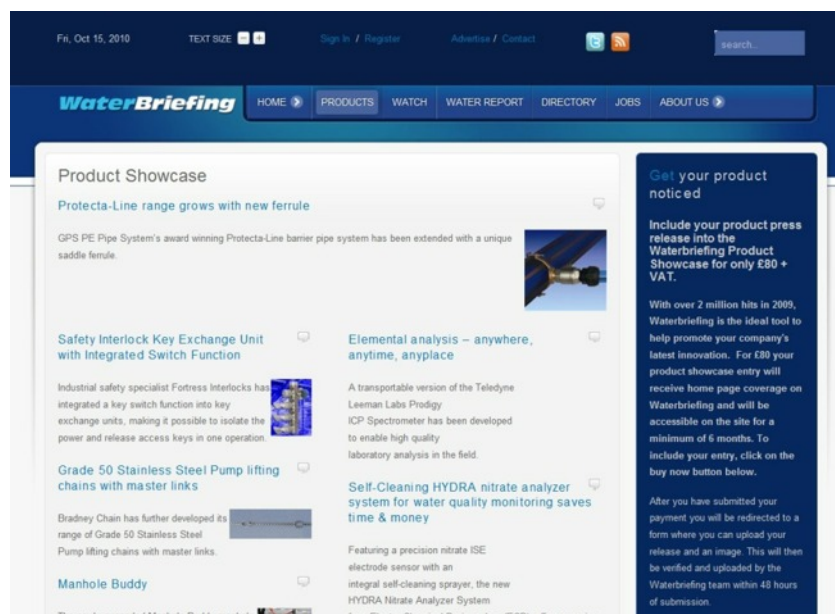 Fri, Oct 15, 2010
TEXT SIZE - +
Sign In / Register
Advertise / Contact
search..
WaterBriefing
HOME
PRODUCTS
WATCH
WATER REPORT
DIRECTORY
JOBS
ABOUT US
Product Showcase
Protecta-Line range grows with new ferrule
GPS PE Pipe System's award winning Protecta-Line barrier pipe system has been extended with a unique
saddle ferrule.
Safety Interlock Key Exchange Unit
with Integrated Switch Function
Industrial safety specialist Fortress Interlocks has
integrated a key switch function into key
exchange units, making it possible to isolate the
power and release access keys in one operation.
Grade 50 Stainless Steel Pump lifting
chains with master links
Bradney Chain has further developed its
range of Grade 50 Stainless Steel
Pump lifting chains with master links.
Manhole Buddy
Elemental analysis – anywhere,
anytime, anyplace
A transportable version of the Teledyne
Leeman Labs Prodigy
ICP Spectrometer has been developed
to enable high quality
laboratory analysis in the field.
Self-Cleaning HYDRA nitrate analyzer
system for water quality monitoring saves
time & money
Featuring a precision nitrate ISE
electrode sensor with an
integral self-cleaning sprayer, the new
HYDRA Nitrate Analyzer System
Get your product
noticed
Include your product press
release into the
Waterbriefing Product
Showcase for only £80 +
VAT.
With over 2 million hits in 2009,
Waterbriefing is the ideal tool to
help promote your company's
latest innovation. For £80 your
product showcase entry will
receive home page coverage on
Waterbriefing and will be
accessible on the site for a
minimum of 6 months. To
include your entry, click on the
buy now button below.
After you have submitted your
payment you will be redirected to a
form where you can upload your
release and an image. This will then
be verified and uploaded by the
Waterbriefing team within 48 hours
of submission.